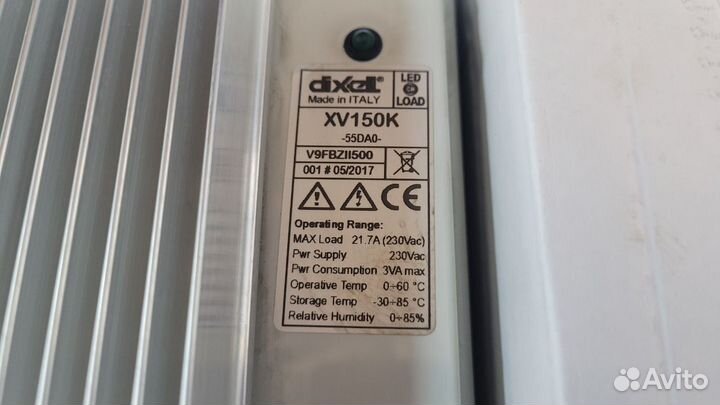 dixell®
Made in ITALY
LED
ON
LOAD
XV150K
-55DA0-
V9FBZII500
001 # 05/2017
CE
Operating Range:
MAX Load 21.7A (230Vac)
Pwr Supply 230Vac
Pwr Consumption 3VA max
Operative Temp 0÷60 °C
Storage Temp -30÷85 °C
Relative Humidity 0÷85%
Avito